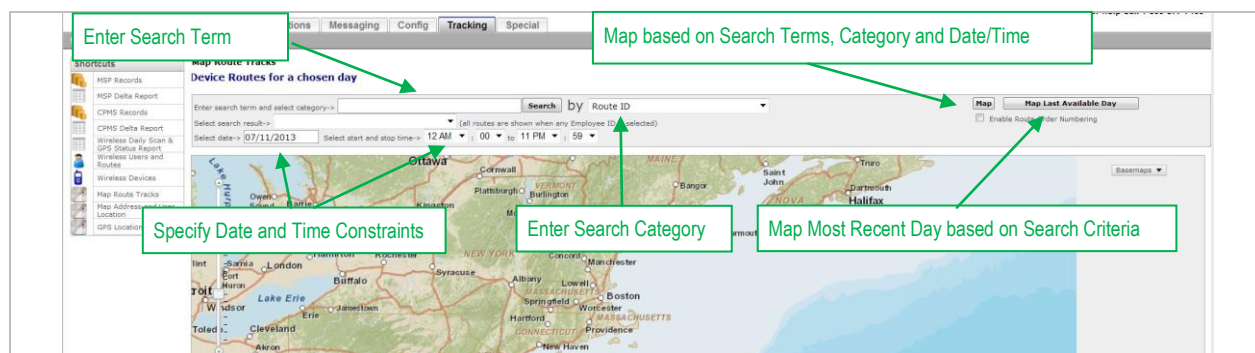 Messaging Config Tracking Special
Enter Search Term
Map based on Search Terms, Category and Date/Time
Shortcuts
MSP Records
MSP Delta Report
CPMS Records
CPMS Delta Report
Wireless Daily Scan &
GPS Status Report
Wireless Users and
Routes
Wireless Devices
Map Route Tracks
Map Address and User
Location
GPS Location
Map Route Tracks
Device Routes for a chosen day
Enter search term and select category-> Search by Route ID
Map Map Last Available Day
Select search result-> (all routes are shown when any Employee ID selected)
Enable Route Order Numbering
Select date-> 07/11/2013 Select start and stop time-> 12 AM : 00 to 11 PM : 59
Basemaps
Specify Date and Time Constraints
Enter Search Category
Map Most Recent Day based on Search Criteria
Ottawa
Cornwall
MAINE
Saint
John
Truro
Plattsburgh
VERMONT
Burlington
Bangor
Dartmouth
NOVA
Halifax
Owen
Sound
Barrie
Kingston
Lake
Hamilton
Rochester
NEW YORK
Concord
Manchester
Sarnia
London
Port
Huron
Buffalo
Syracuse
Albany
Lowell
MASSACHUSETTS
Boston
Springfield
Worcester
Windsor
Lake Erie
Jamestown
Erie
Hartford
MASSACHUSETTS
CONNECTICUT
Providence
Toledo
Cleveland
Akron
New Haven